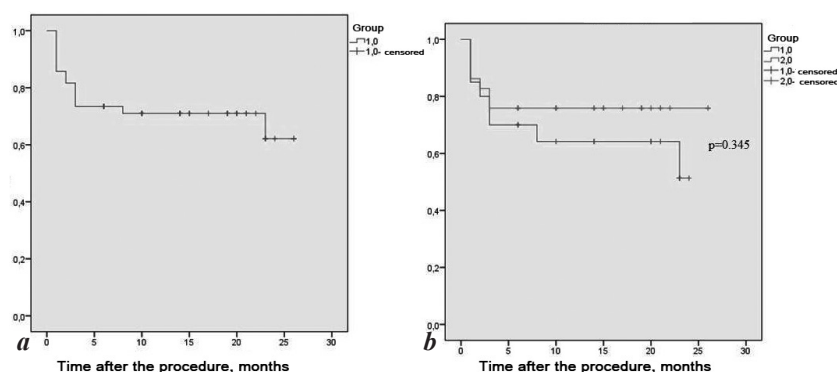 Group
1,0
1,0- censored
1,0
0,8
0,6
0,4
0,2
0,0
0 5 10 15 20 25 30
a
Time after the procedure, months
Group
1,0
2,0
1,0- censored
2,0- censored
1,0
0,8
0,6
0,4
0,2
0,0
p=0.345
0 5 10 15 20 25 30
b
Time after the procedure, months